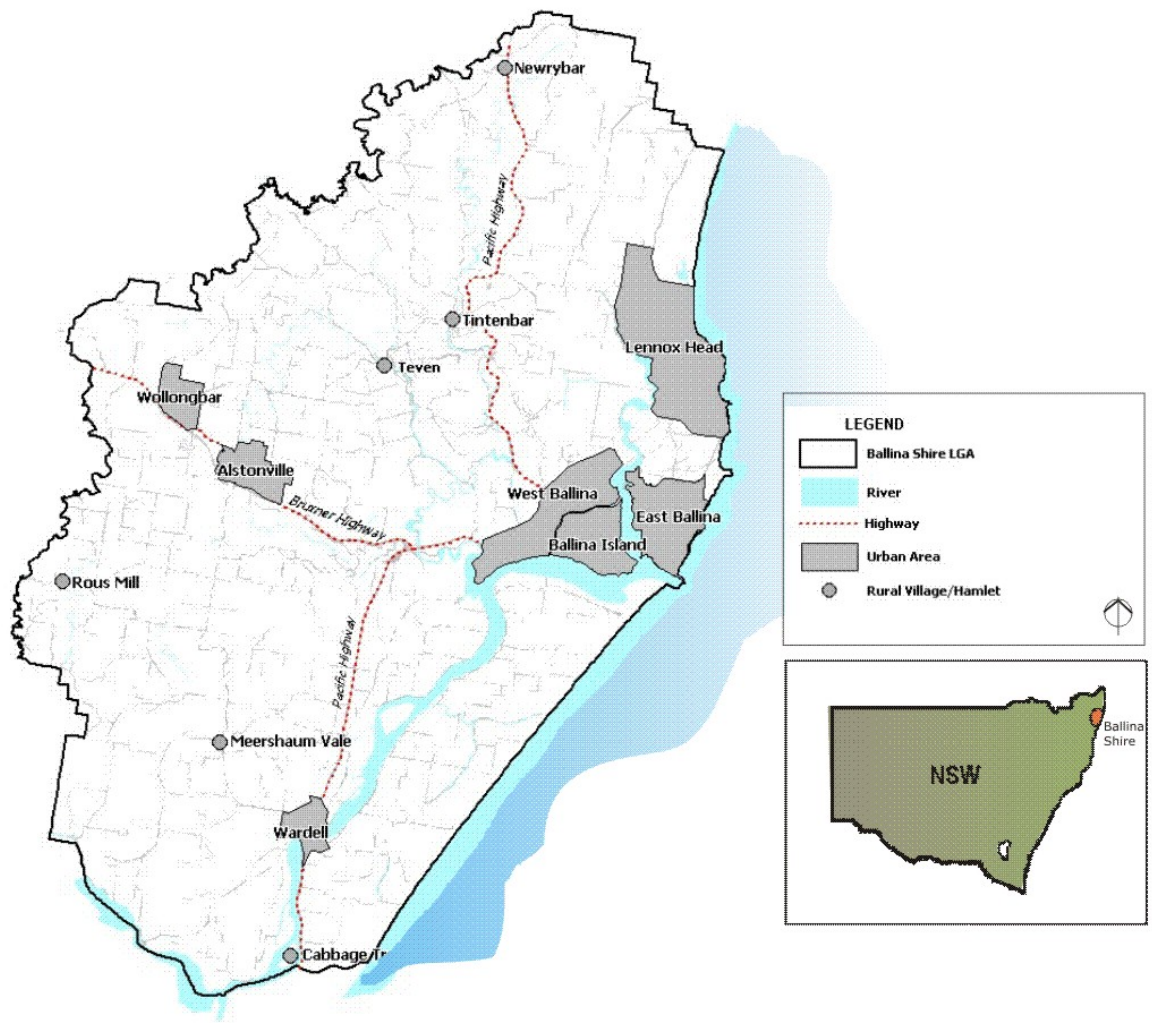 Newrybar
Pacific Highway
Tintenbar
Teven
Lennox Head
Wollongbar
Alstonville
Bruxner Highway
West Ballina
East Ballina
Ballina Island
Rous Mill
Pacific Highway
Meershaum Vale
Wardell
Cabbage Tr
LEGEND
Ballina Shire LGA
River
Highway
Urban Area
Rural Village/Hamlet
NSW
Ballina
Shire